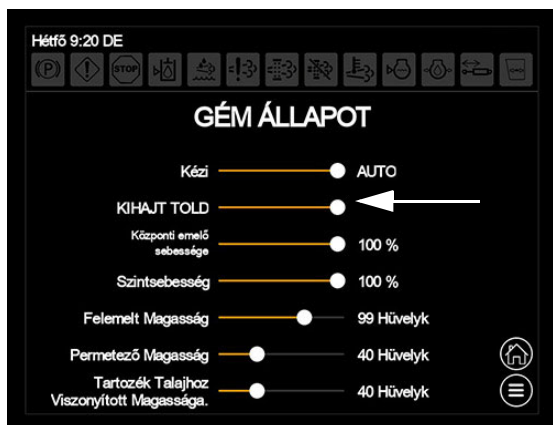 Hétfő 9:20 DE
STOP
GÉM ÁLLAPOT
Kézi AUTO
KIHAJT TOLD
Központi emelő
sebessége 100 %
Szintsebesség 100 %
Felemelt Magasság 99 Hüvelyk
Permetező Magasság 40 Hüvelyk
Tartozék Talajhoz
Viszonyított Magassága. 40 Hüvelyk